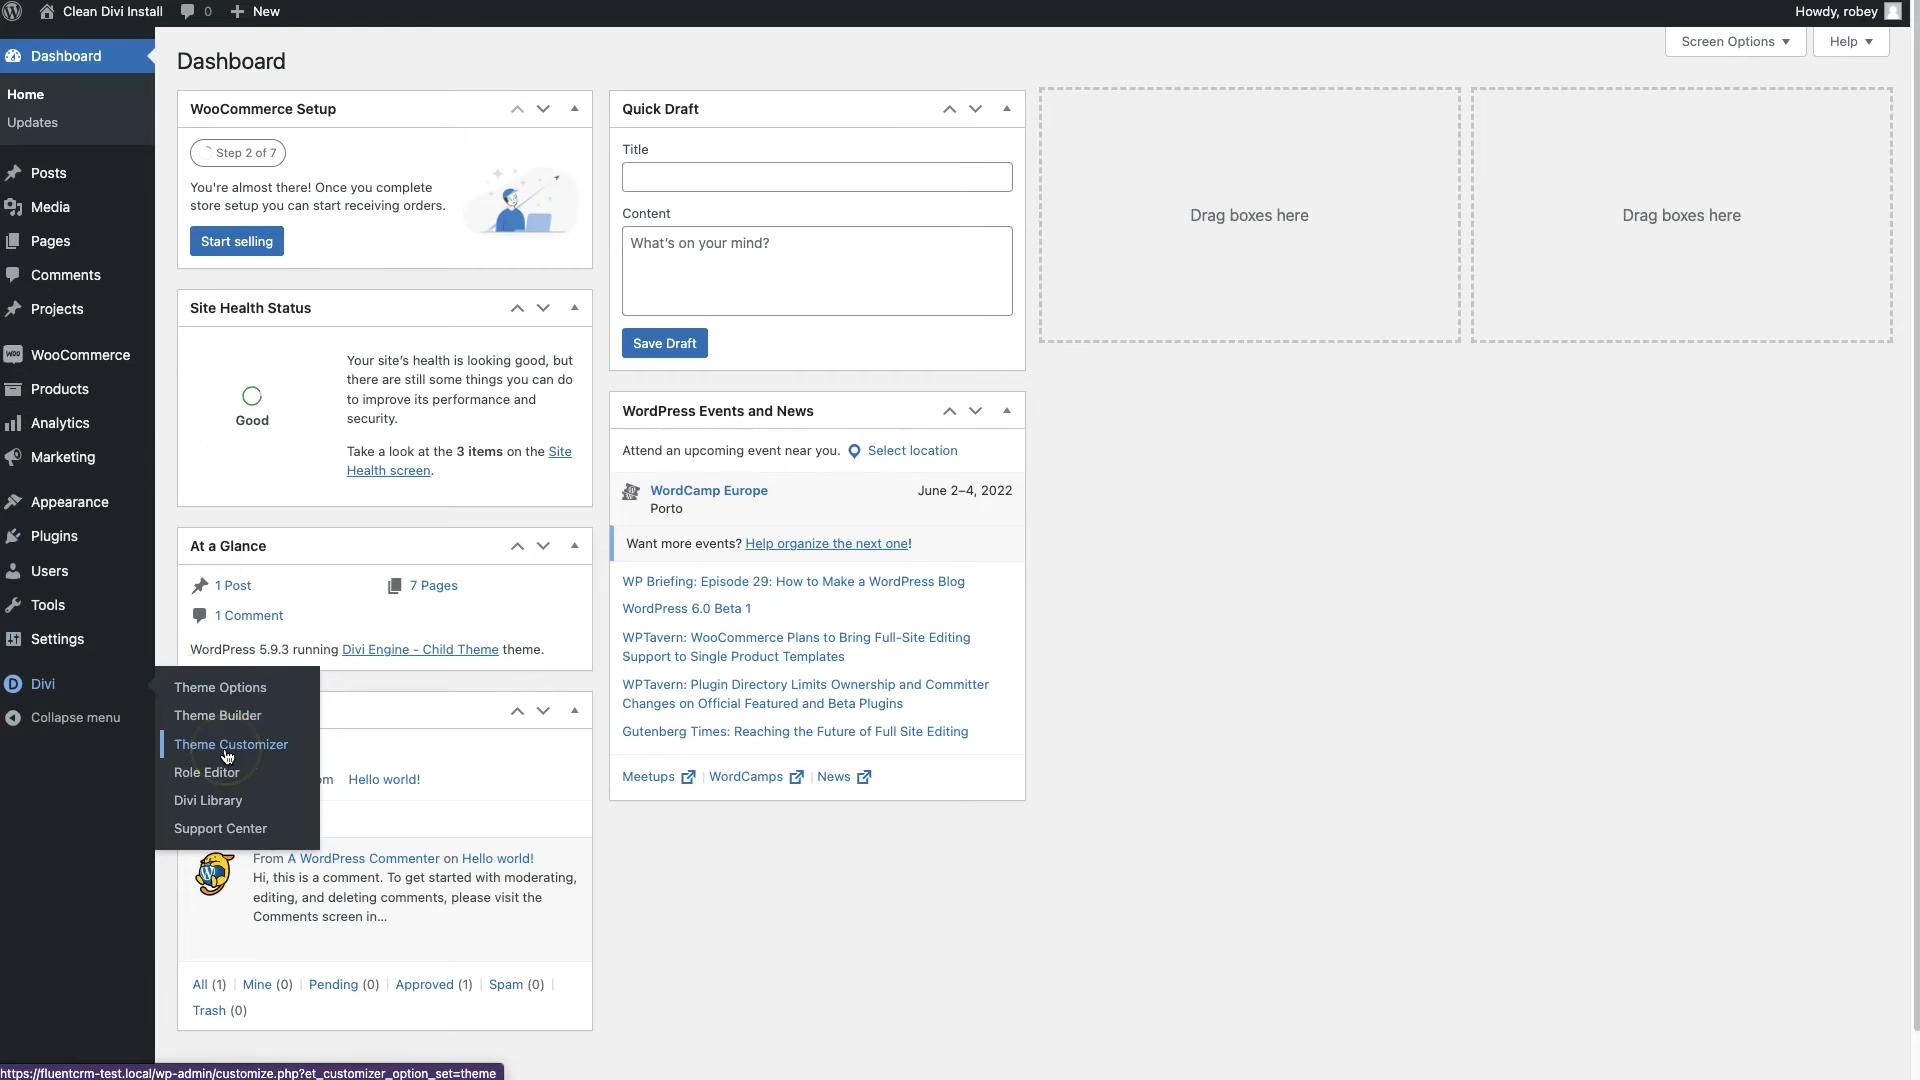 Clean Divi Install
0
New
Howdy, robey
Dashboard
Home
Updates
Posts
Media
Pages
Comments
Projects
WooCommerce
Products
Analytics
Marketing
Appearance
Plugins
Users
Tools
Settings
Divi
Collapse menu
Theme Options
Theme Builder
Theme Customizer
Role Editor
Divi Library
Support Center
Screen Options
Help
Dashboard
WooCommerce Setup
Step 2 of 7
You're almost there! Once you complete
store setup you can start receiving orders.
Start selling
Site Health Status
Good
Your site's health is looking good, but
there are still some things you can do
to improve its performance and
security.
Take a look at the 3 items on the Site
Health screen.
At a Glance
1 Post
7 Pages
1 Comment
WordPress 5.9.3 running Divi Engine - Child Theme theme.
Hello world!
From A WordPress Commenter on Hello world!
Hi, this is a comment. To get started with moderating,
editing, and deleting comments, please visit the
Comments screen in…
All (1) | Mine (0) | Pending (0) | Approved (1) | Spam (0) |
Trash (0)
Quick Draft
Title
Content
What's on your mind?
Save Draft
WordPress Events and News
Attend an upcoming event near you. Select location
WordCamp Europe
June 2–4, 2022
Porto
Want more events? Help organize the next one!
WP Briefing: Episode 29: How to Make a WordPress Blog
WordPress 6.0 Beta 1
WPTavern: WooCommerce Plans to Bring Full-Site Editing
Support to Single Product Templates
WPTavern: Plugin Directory Limits Ownership and Committer
Changes on Official Featured and Beta Plugins
Gutenberg Times: Reaching the Future of Full Site Editing
Meetups | WordCamps | News
Drag boxes here
Drag boxes here
https://fluentcrm-test.local/wp-admin/customize.php?et_customizer_option_set=theme